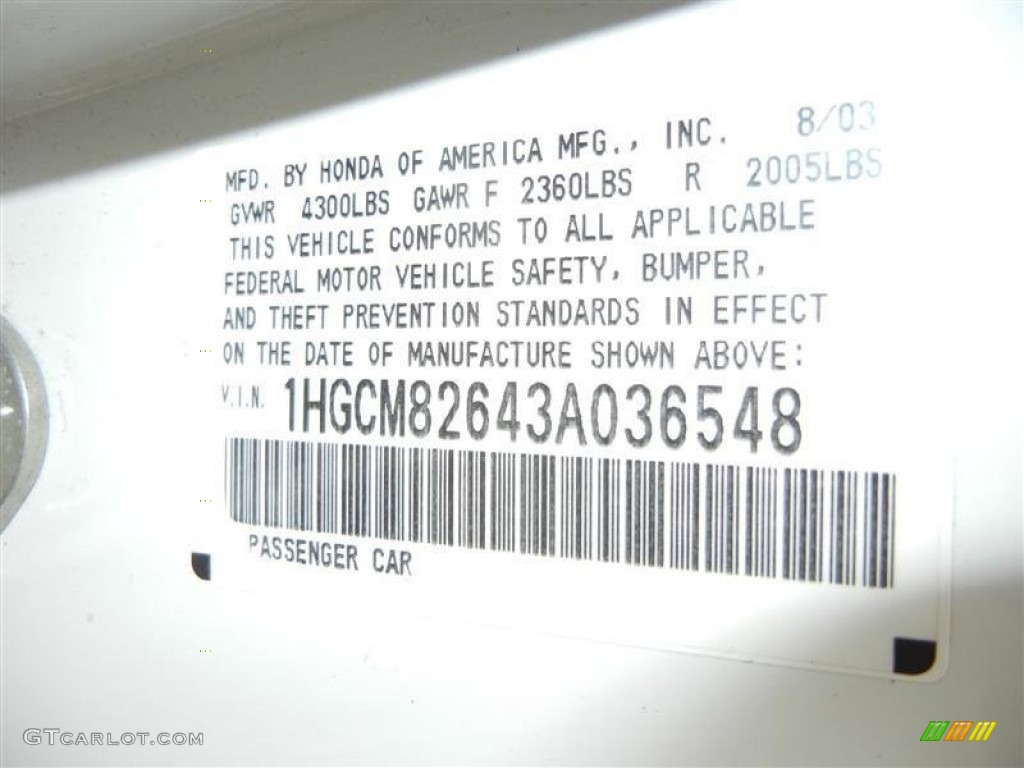 MFD. BY HONDA OF AMERICA MFG., INC. 8/03
GVWR 4300LBS GAWR F 2360LBS R 2005LBS
THIS VEHICLE CONFORMS TO ALL APPLICABLE
FEDERAL MOTOR VEHICLE SAFETY, BUMPER,
AND THEFT PREVENTION STANDARDS IN EFFECT
ON THE DATE OF MANUFACTURE SHOWN ABOVE:
V.I.N. 1HGCM82643A036548
PASSENGER CAR
GTCARLOT.COM